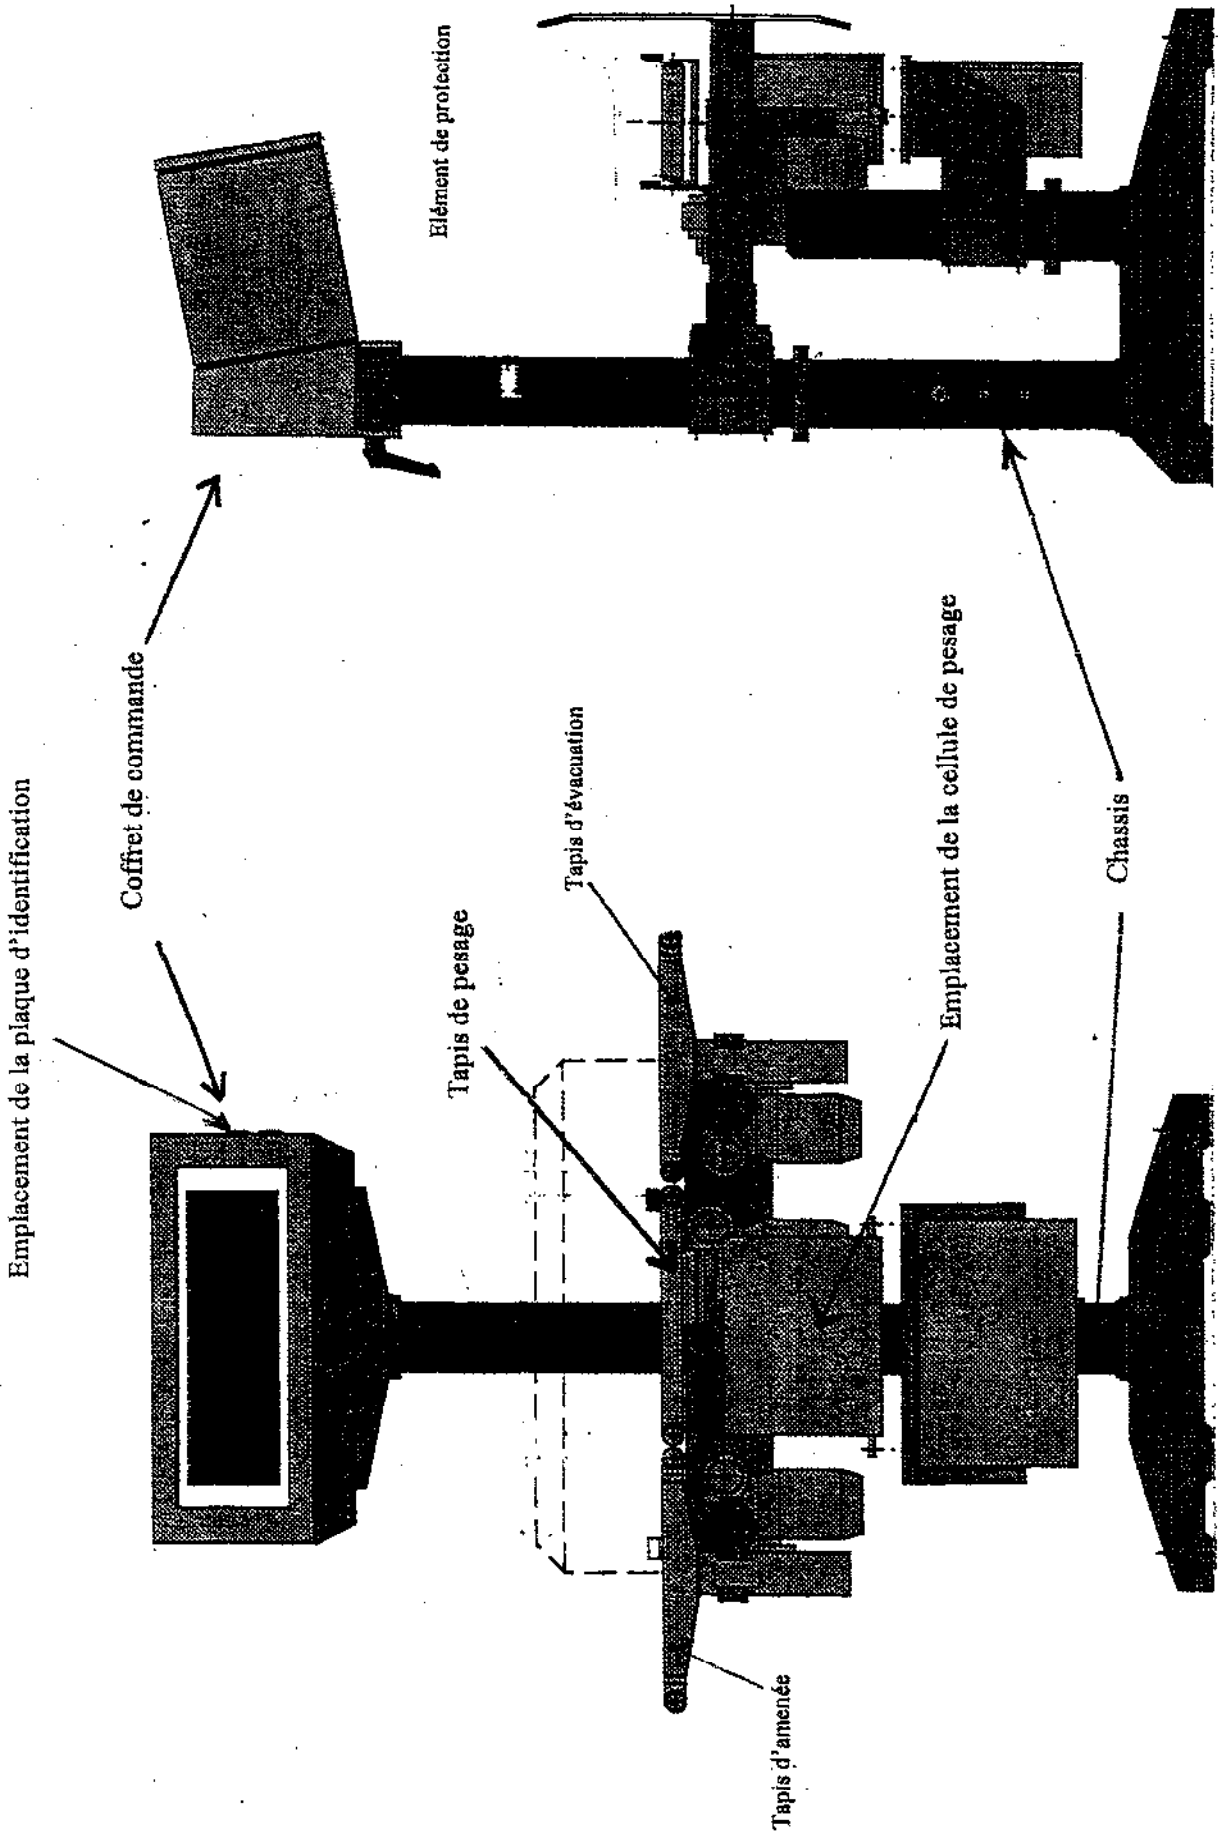 Emplacement de la plaque d'identification
Coffret de commande
Elément de protection
Tapis de pesage
Tapis d'évacuation
Tapis d'amenée
Emplacement de la cellule de pesage
Chassis